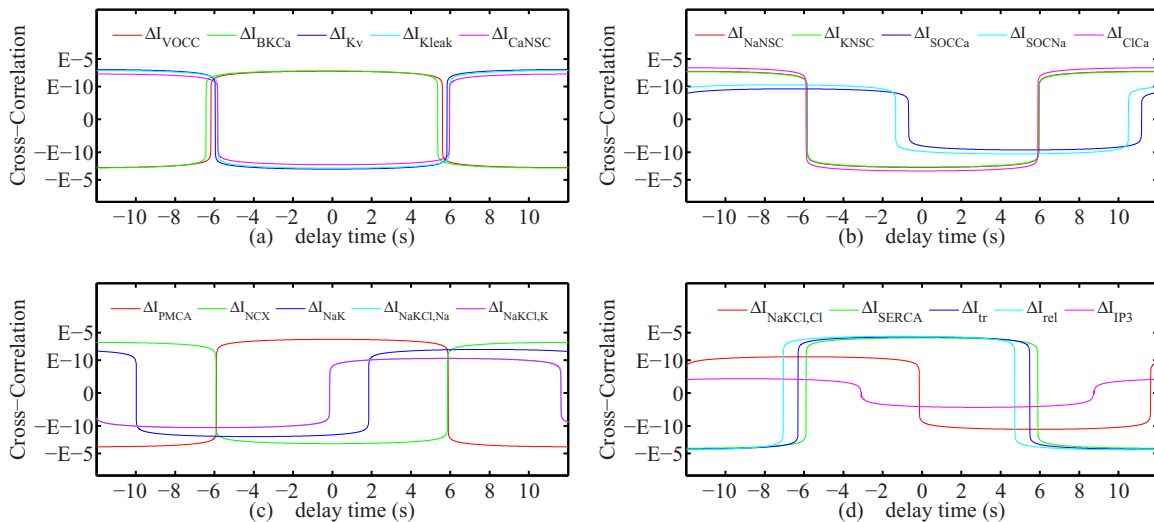 ΔI_VOCC ΔI_BKCa ΔI_Kv ΔI_Kleak ΔI_CaNSC
Cross−Correlation
E−5
E−10
0
−E−10
−E−5
−10 −8 −6 −4 −2 0 2 4 6 8 10
(a) delay time (s)
ΔI_NaNSC ΔI_KNSC ΔI_SOCCa ΔI_SOCNa ΔI_ClCa
Cross−Correlation
E−5
E−10
0
−E−10
−E−5
−10 −8 −6 −4 −2 0 2 4 6 8 10
(b) delay time (s)
ΔI_PMCA ΔI_NCX ΔI_NaK ΔI_NaKCl,Na ΔI_NaKCl,K
Cross−Correlation
E−5
E−10
0
−E−10
−E−5
−10 −8 −6 −4 −2 0 2 4 6 8 10
(c) delay time (s)
ΔI_NaKCl,Cl ΔI_SERCA ΔI_tr ΔI_rel ΔI_IP3
Cross−Correlation
E−5
E−10
0
−E−10
−E−5
−10 −8 −6 −4 −2 0 2 4 6 8 10
(d) delay time (s)